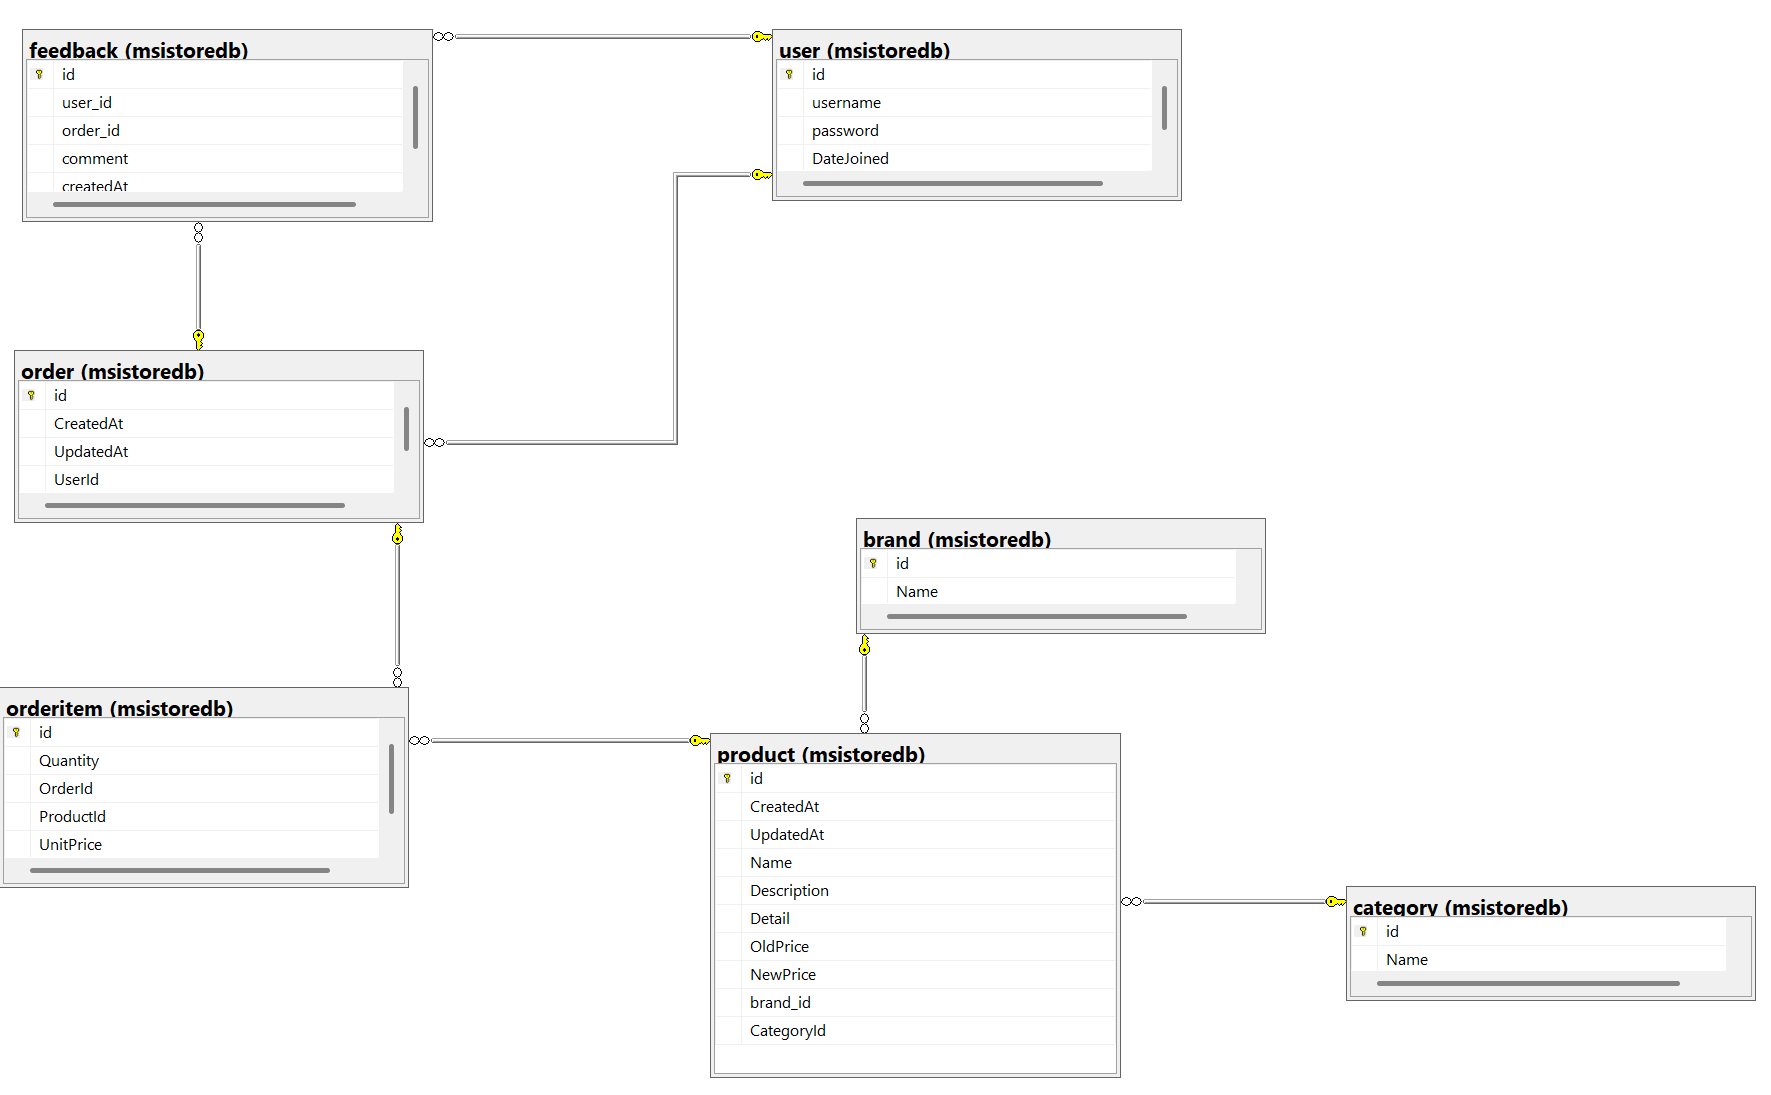 feedback (msistoredb)
id
user_id
order_id
comment
createdAt
user (msistoredb)
id
username
password
DateJoined
order (msistoredb)
id
CreatedAt
UpdatedAt
UserId
brand (msistoredb)
id
Name
orderitem (msistoredb)
id
Quantity
OrderId
ProductId
UnitPrice
product (msistoredb)
id
CreatedAt
UpdatedAt
Name
Description
Detail
OldPrice
NewPrice
brand_id
CategoryId
category (msistoredb)
id
Name